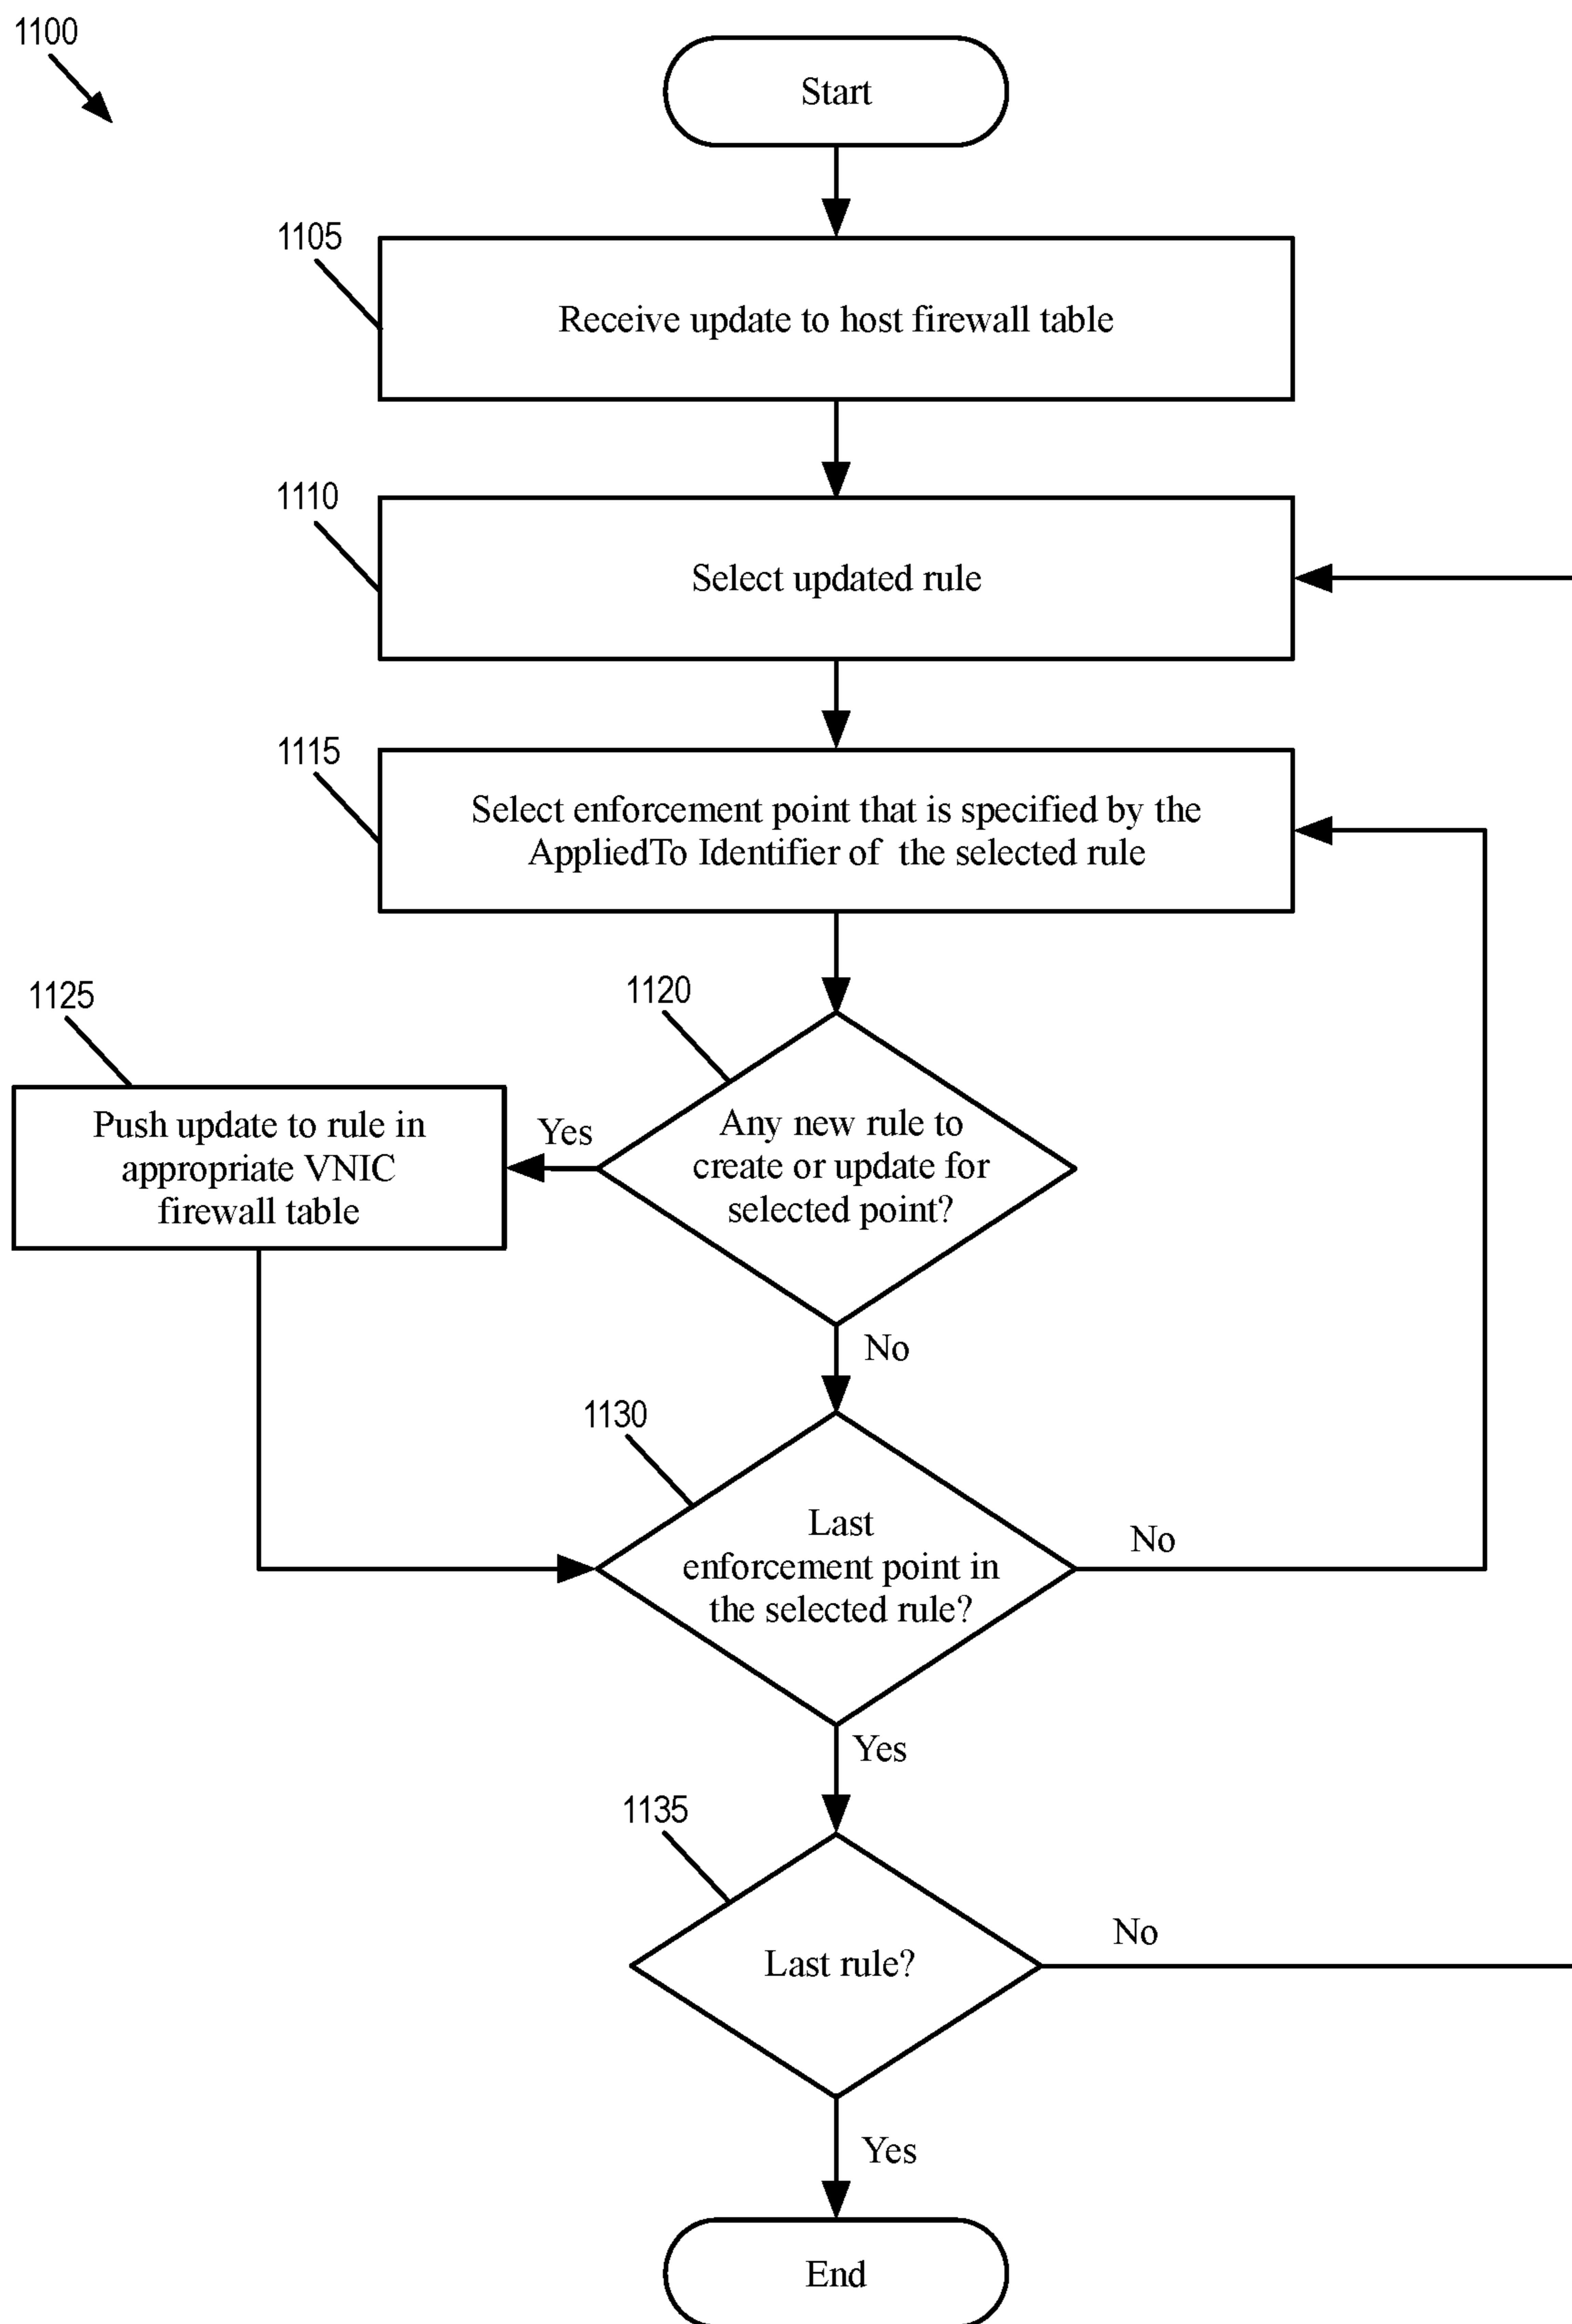 1100
Start
1105
Receive update to host firewall table
1110
Select updated rule
1115
Select enforcement point that is specified by the
AppliedTo Identifier of the selected rule
1120
Any new rule to
create or update for
selected point?
Yes
1125
Push update to rule in
appropriate VNIC
firewall table
No
1130
Last
enforcement point in
the selected rule?
No
Yes
1135
Last rule?
No
Yes
End